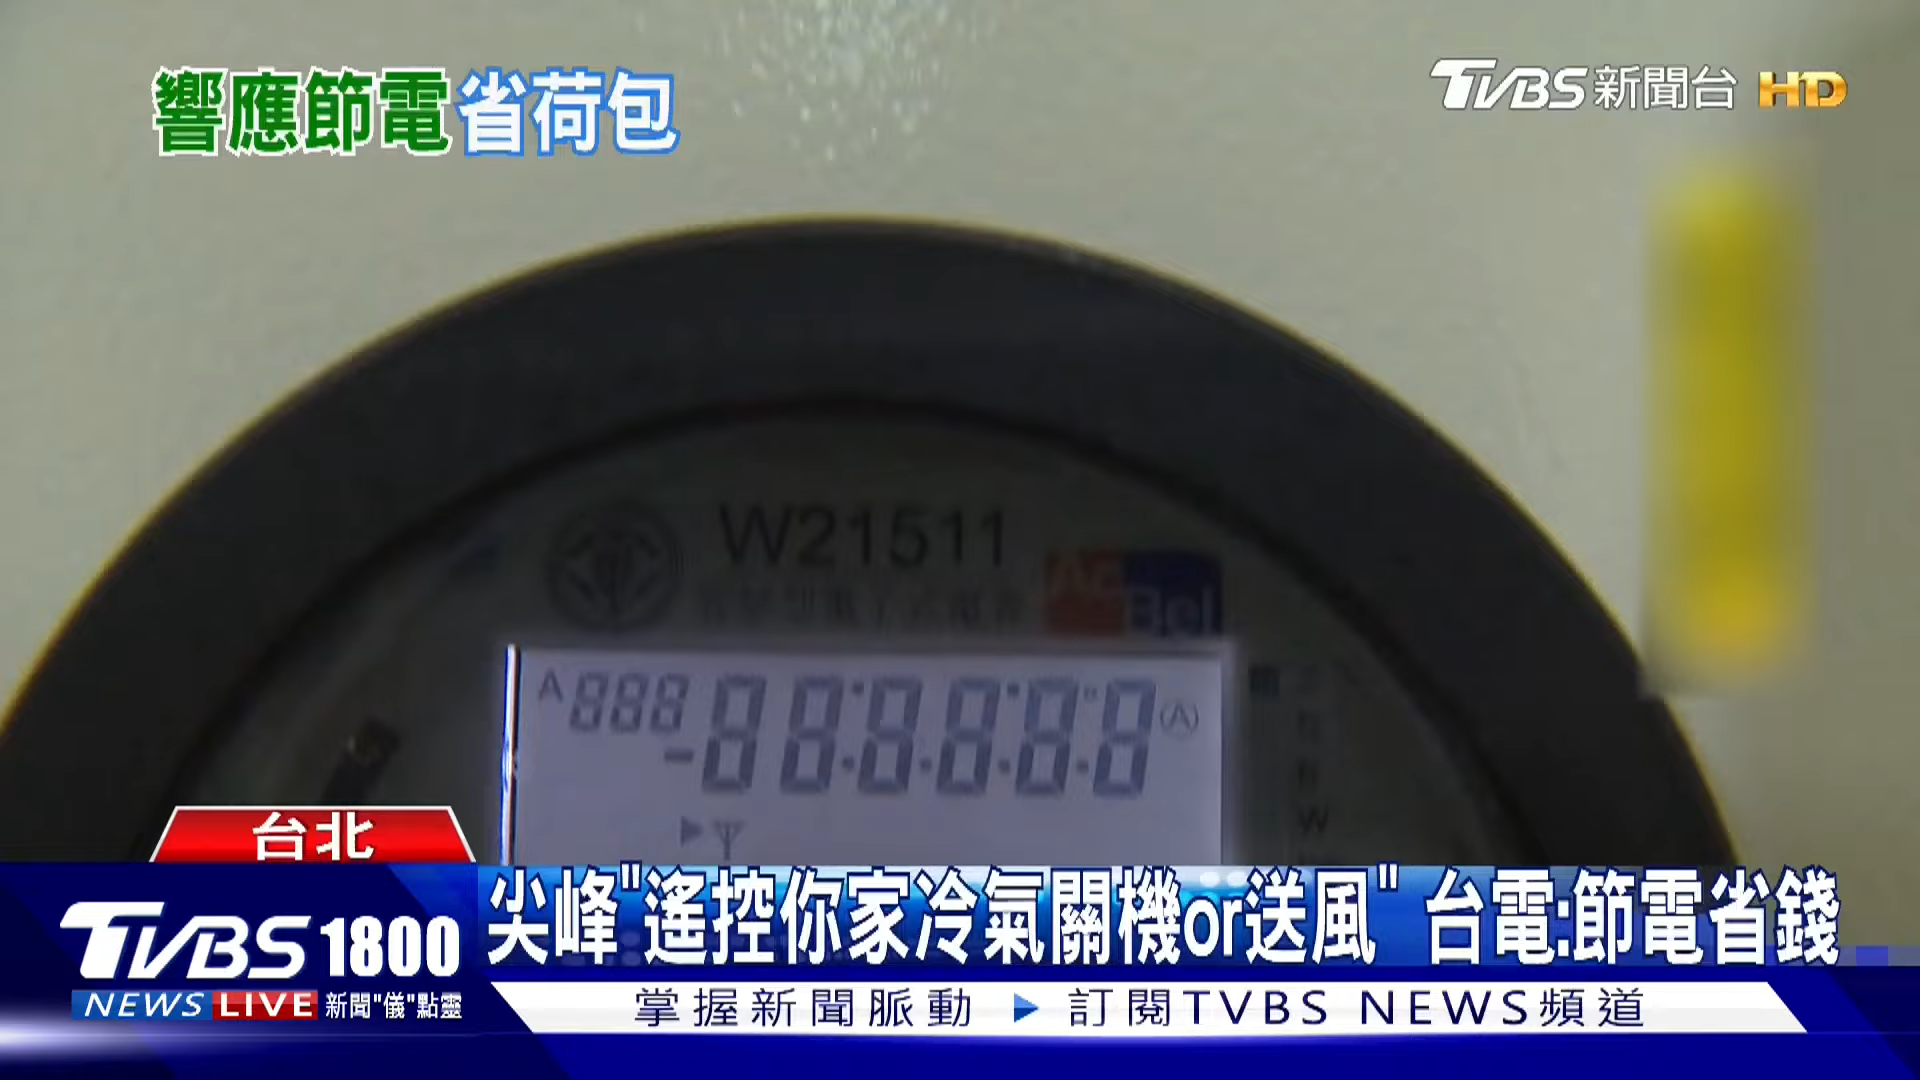 響應節電省荷包
TVBS新聞台 HD
W21511
Bel
A 888 -888888 A
台北
尖峰"遙控你家冷氣關機or送風" 台電:節電省錢
TVBS 1800
NEWS LIVE 新聞"儀"點靈
掌握新聞脈動 ▶ 訂閱TVBS NEWS頻道